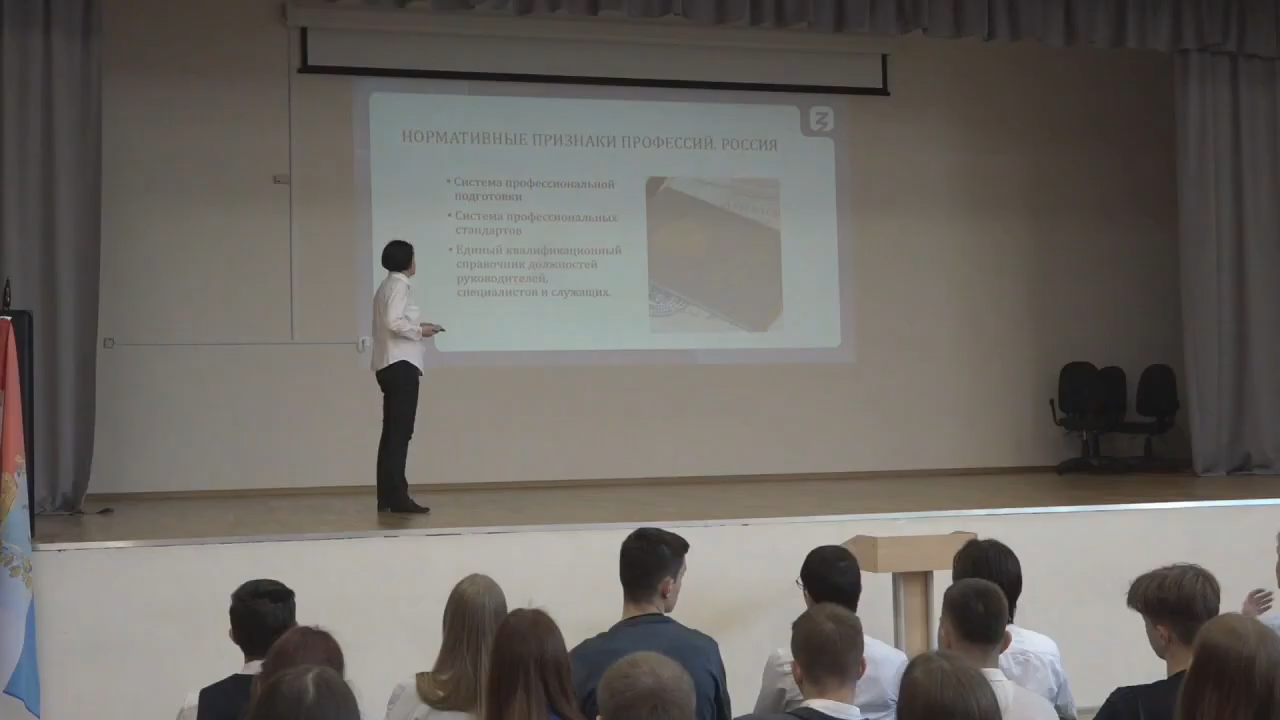 НОРМАТИВНЫЕ ПРИЗНАКИ ПРОФЕССИЙ, РОССИЯ
• Система профессиональной
подготовки
• Система профессиональных
стандартов
• Единый квалификационный
справочник должностей
руководителей,
специалистов и служащих.